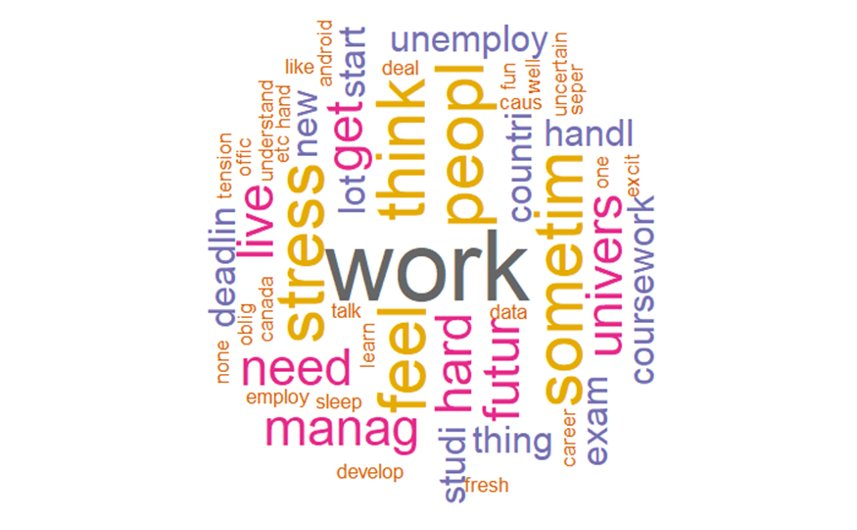 unemploy
android
start
like
deal
think
peopl
fun
well
uncertain
seper
caus
understand
hand
etc
new
get
countri
handl
tension
offic
lot
one
excit
live
stress
sometim
univers
coursework
deadlin
work
canada
oblig
none
talk
data
learn
feel
hard
futur
need
employ
sleep
manag
career
exam
studi
thing
develop
fresh